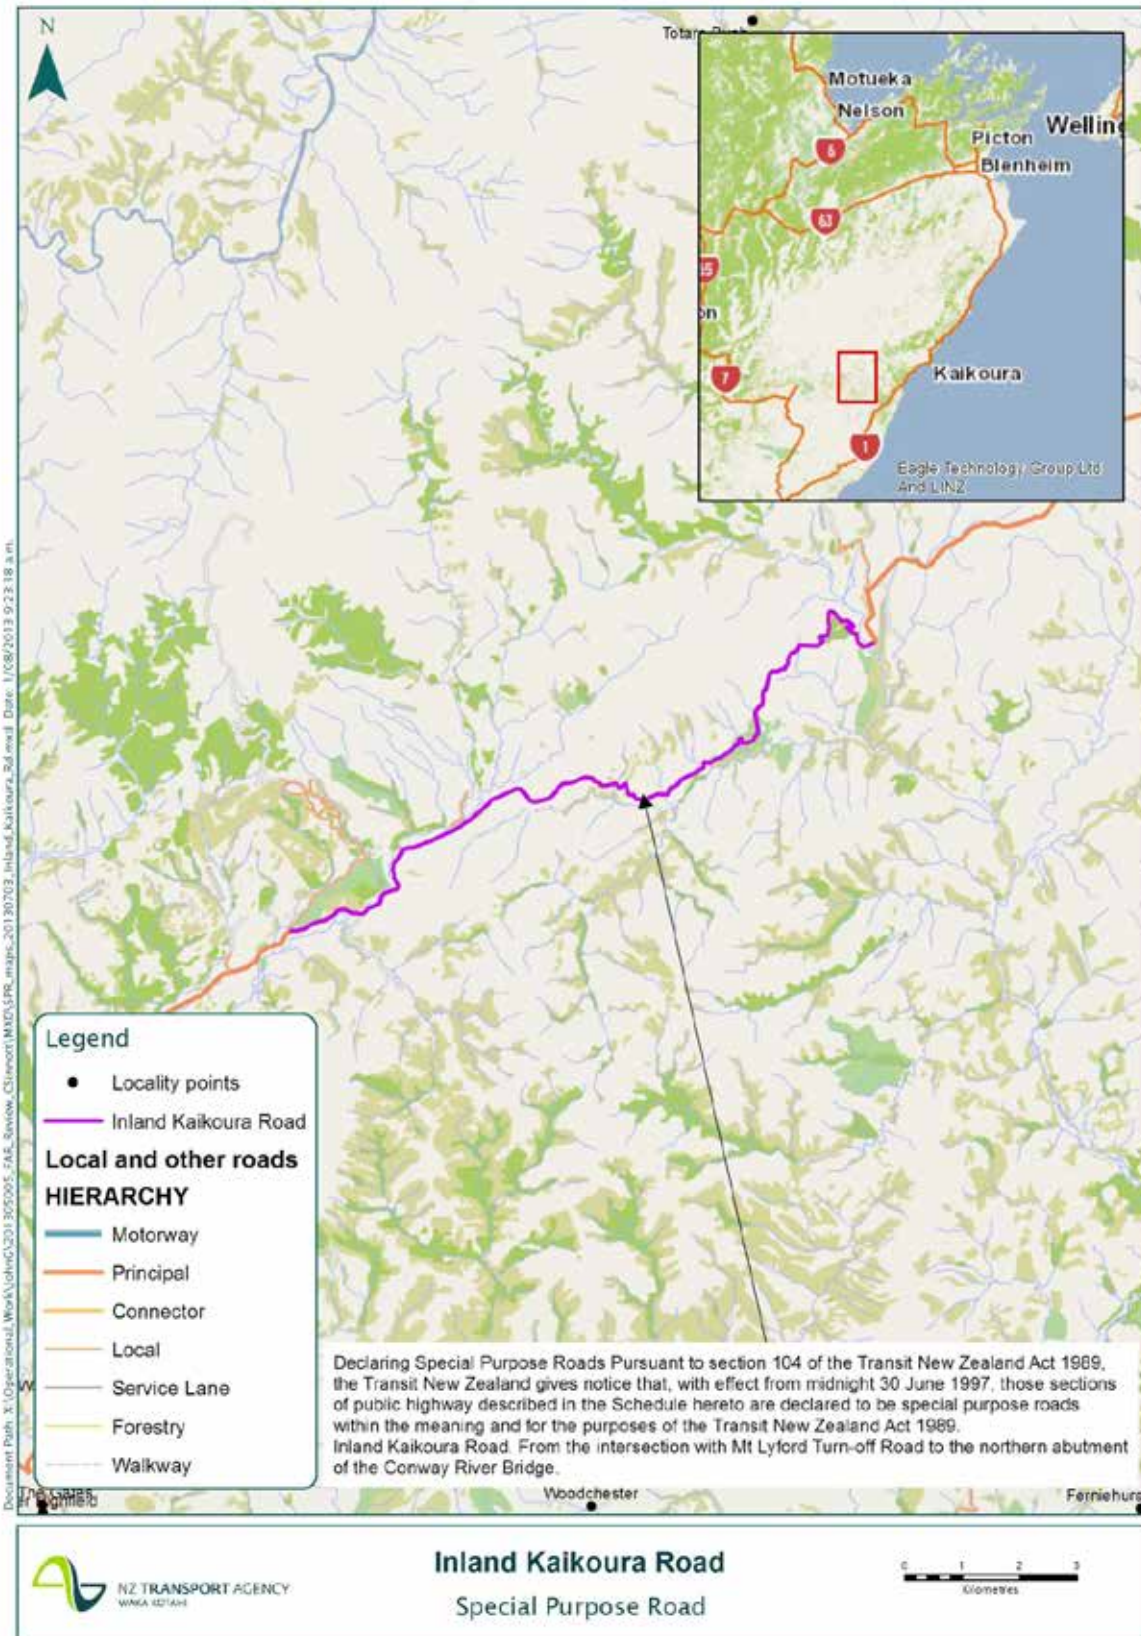 N
Motueka
Nelson
Picton
Wellin
Blenheim
6
63
7
Kaikoura
1
Eagle Technology Group Ltd
And LINZ
Legend
Locality points
Inland Kaikoura Road
Local and other roads
HIERARCHY
Motorway
Principal
Connector
Local
Service Lane
Forestry
Walkway
Declaring Special Purpose Roads Pursuant to section 104 of the Transit New Zealand Act 1989,
the Transit New Zealand gives notice that, with effect from midnight 30 June 1997, those sections
of public highway described in the Schedule hereto are declared to be special purpose roads
within the meaning and for the purposes of the Transit New Zealand Act 1989.
Inland Kaikoura Road. From the intersection with Mt Lyford Turn-off Road to the northern abutment
of the Conway River Bridge.
Woodchester
Ferniehur
NZ TRANSPORT AGENCY
WAKA KOTAHI
Inland Kaikoura Road
Special Purpose Road
0 1 2 3
Kilometres